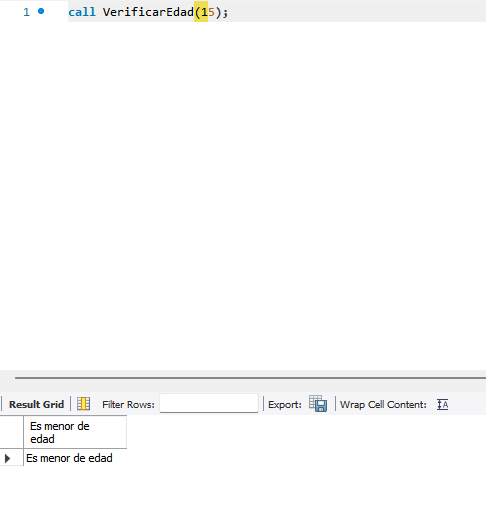 1 call VerificarEdad(15);
Result Grid Filter Rows: Export: Wrap Cell Content:
Es menor de
edad
Es menor de edad